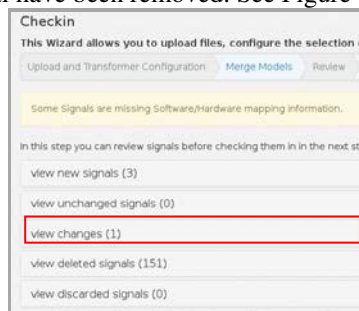 have been removed. See Figure
Checkin
This Wizard allows you to upload files, configure the selection
Upload and Transformer Configuration Merge Models Review
Some Signals are missing Software/Hardware mapping information.
In this step you can review signals before checking them in in the next
view new signals (3)
view unchanged signals (0)
view changes (1)
view deleted signals (151)
view discarded signals (0)